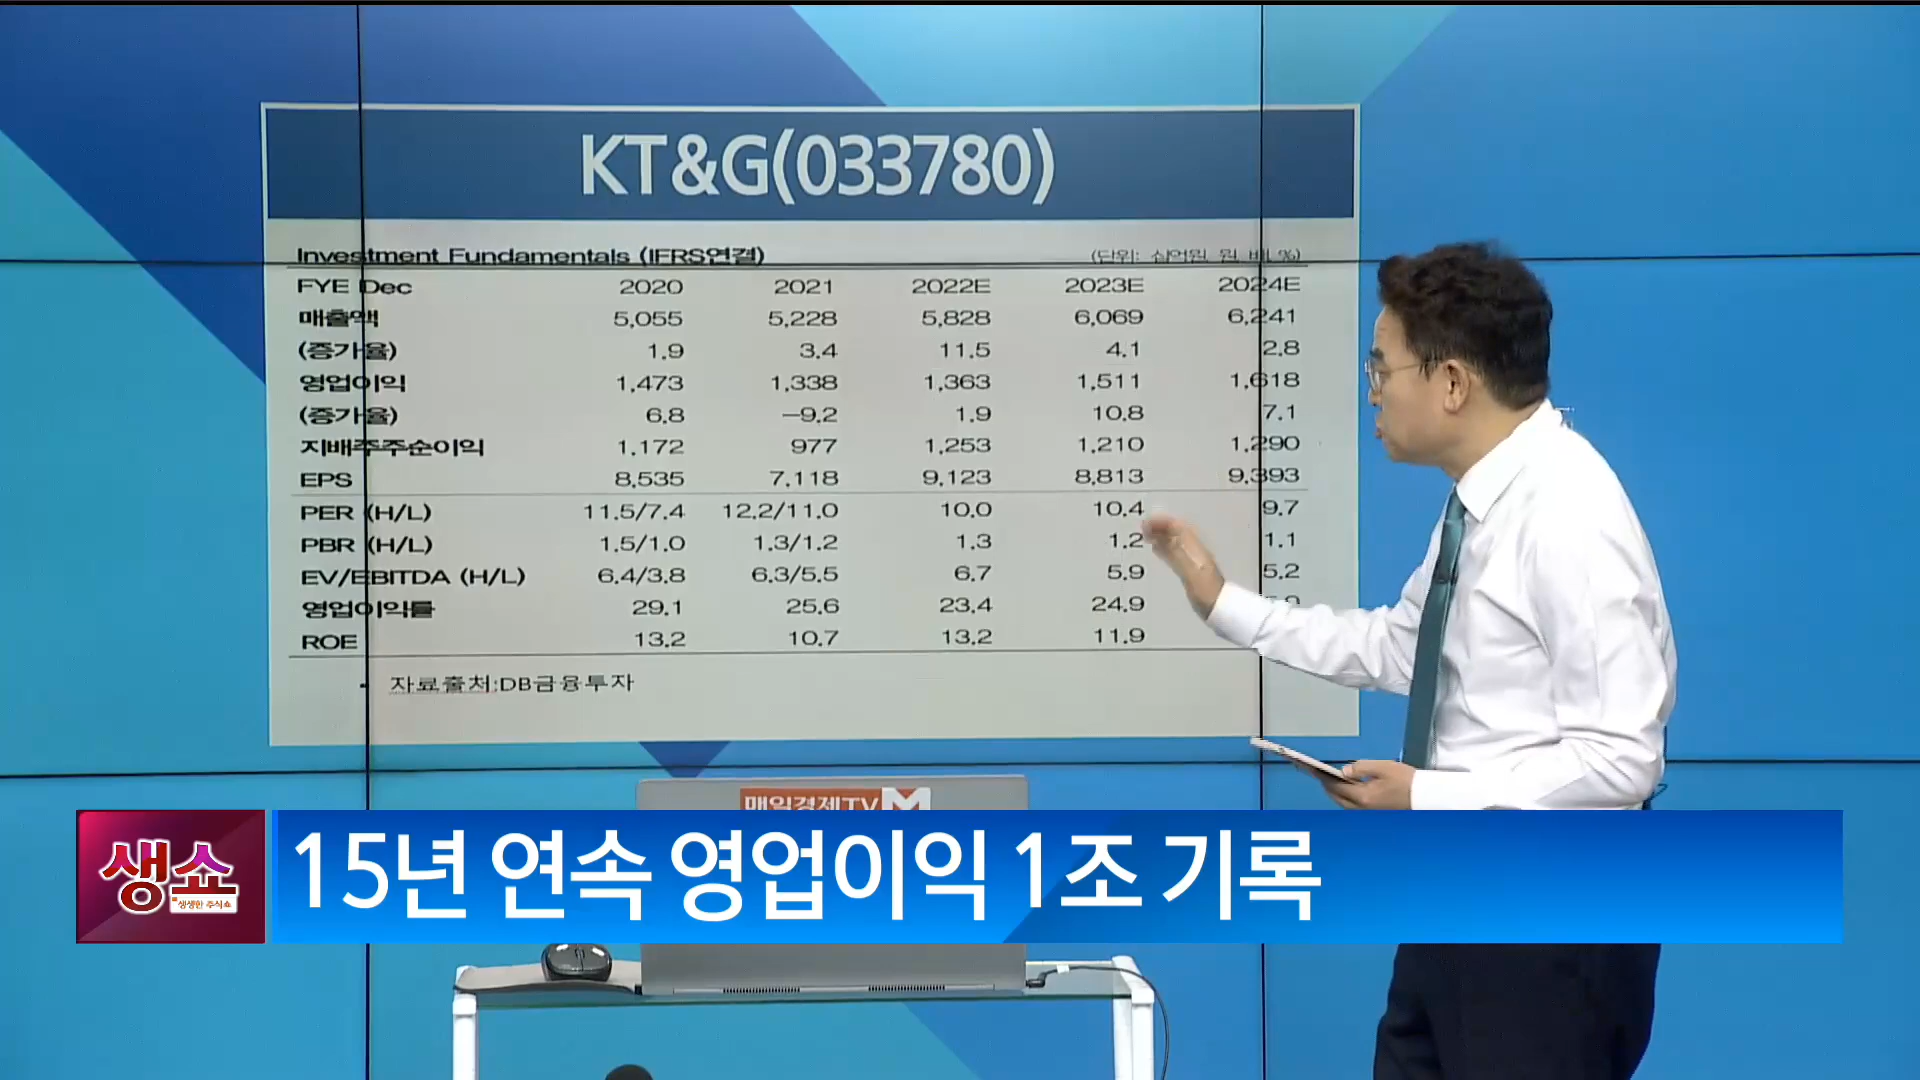 KT&G(033780)
Investment Fundamentals (IFRS연결) (단위: 십억원, 원, 배, %)
FYE Dec 2020 2021 2022E 2023E 2024E
매출액 5,055 5,228 5,828 6,069 6,241
(증가율) 1.9 3.4 11.5 4.1 2.8
영업이익 1,473 1,338 1,363 1,511 1,618
(증가율) 6.8 -9.2 1.9 10.8 7.1
지배주주순이익 1,172 977 1,253 1,210 1,290
EPS 8,535 7,118 9,123 8,813 9,393
PER (H/L) 11.5/7.4 12.2/11.0 10.0 10.4 9.7
PBR (H/L) 1.5/1.0 1.3/1.2 1.3 1.2 1.1
EV/EBITDA (H/L) 6.4/3.8 6.3/5.5 6.7 5.9 5.2
영업이익률 29.1 25.6 23.4 24.9
ROE 13.2 10.7 13.2 11.9
- 자료출처:DB금융투자
매일경제TV M
생쇼
생생한 주식쇼
15년 연속 영업이익 1조 기록